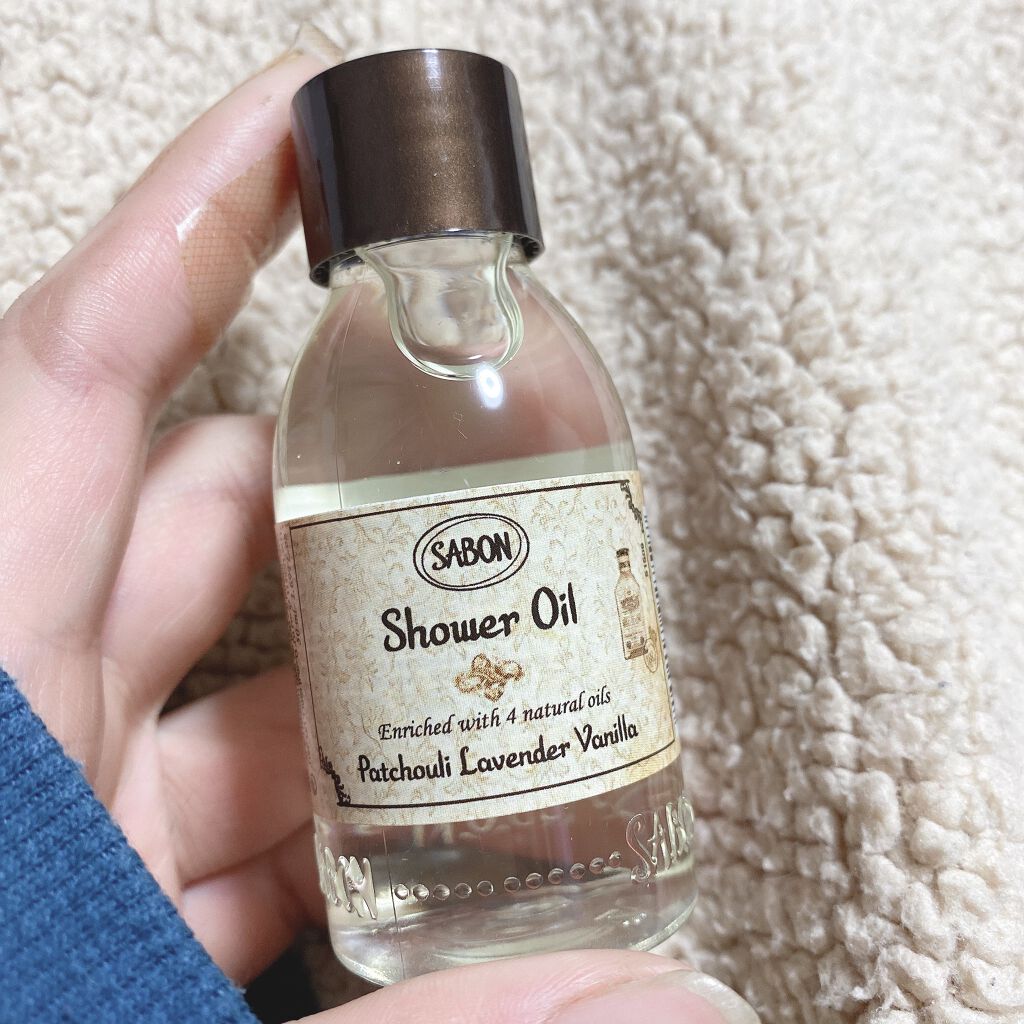 SABON
Shower Oil
Enriched with 4 natural oils
Patchouli Lavender Vanilla